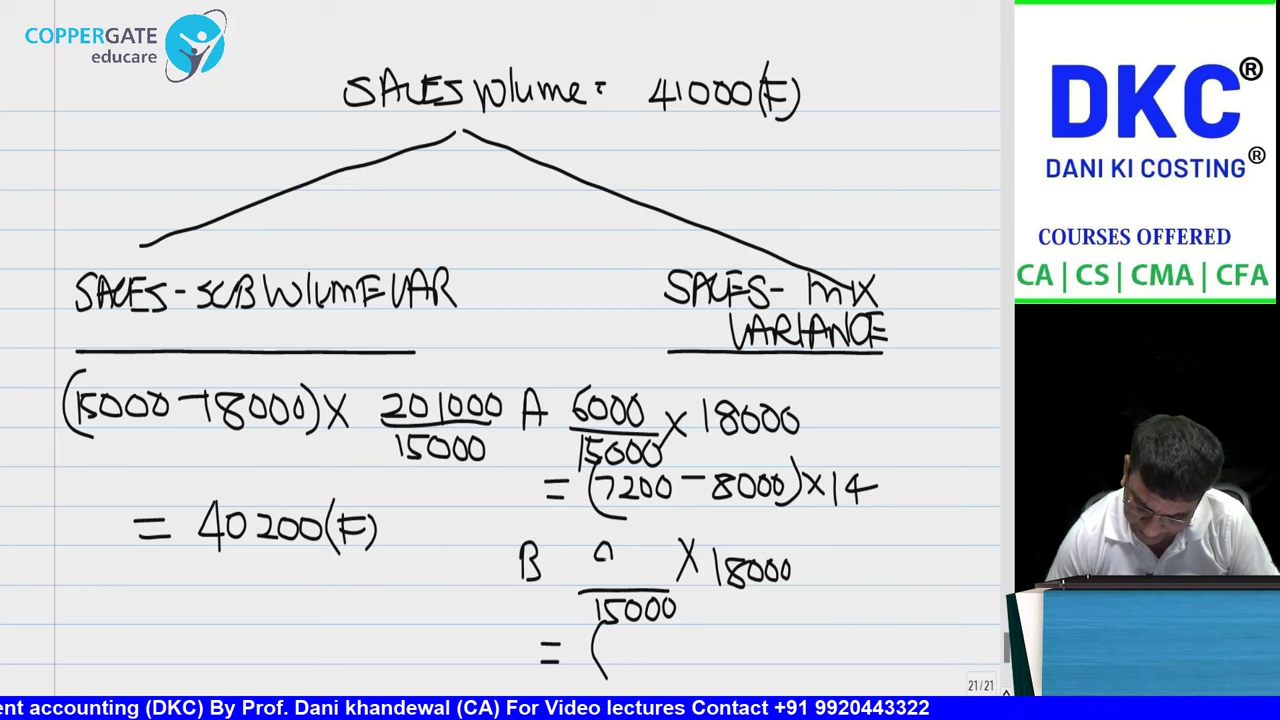 COPPERGATE
educare
SALES Volume = 41000(F)
SALES - SUB VOLUME VAR
SALES - MIX
VARIANCE
(15000 - 18000) X 201000
15000
= 40200(F)
A 6000 X 18000
15000
= (7200 - 8000) X 14
B X 18000
15000
= (
21/21
DKC®
DANI KI COSTING®
COURSES OFFERED
CA | CS | CMA | CFA
ent accounting (DKC) By Prof. Dani khandewal (CA) For Video lectures Contact +91 9920443322